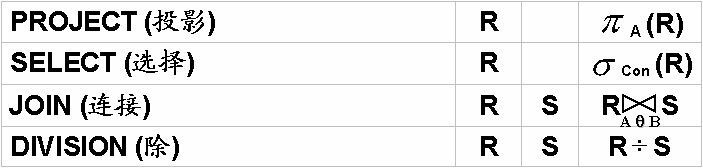 PROJECT (投影) R π A (R)
SELECT (选择) R σ Con (R)
JOIN (连接) R S R⋈S
A θ B
DIVISION (除) R S R ÷ S